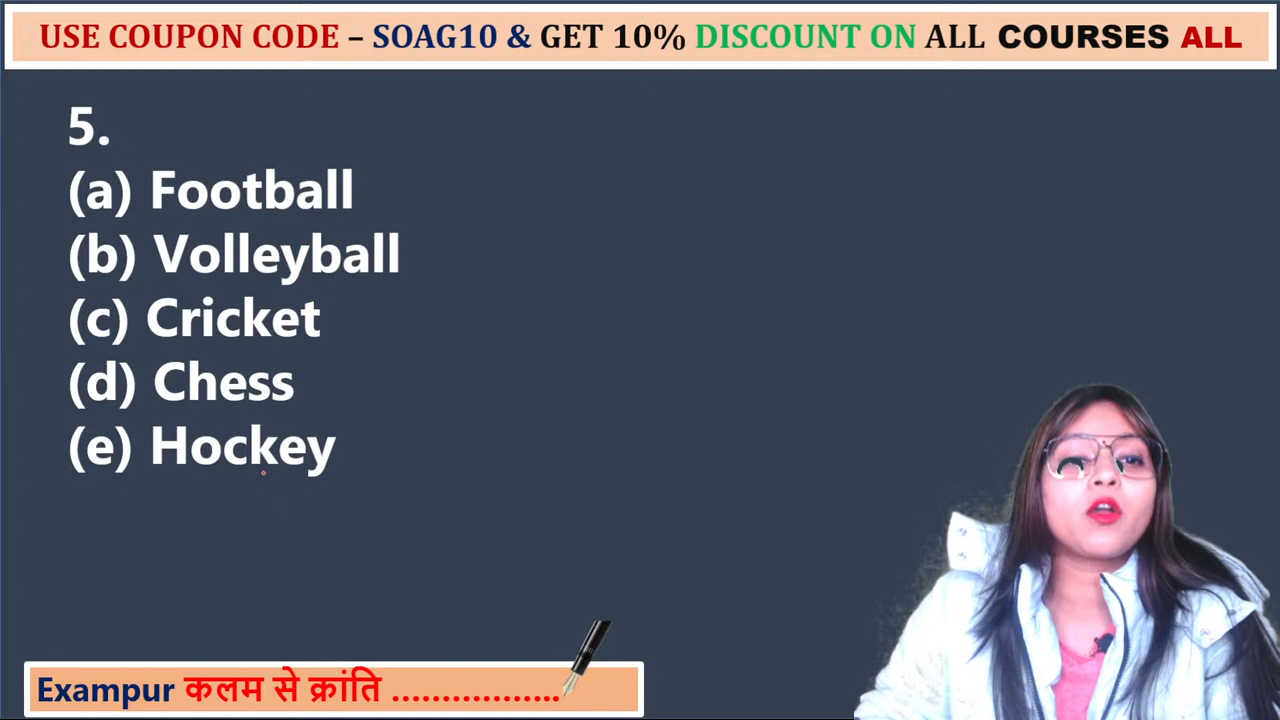 USE COUPON CODE – SOAG10 & GET 10% DISCOUNT ON ALL COURSES ALL
5.
(a) Football
(b) Volleyball
(c) Cricket
(d) Chess
(e) Hockey
Exampur कलम से क्रांति .................